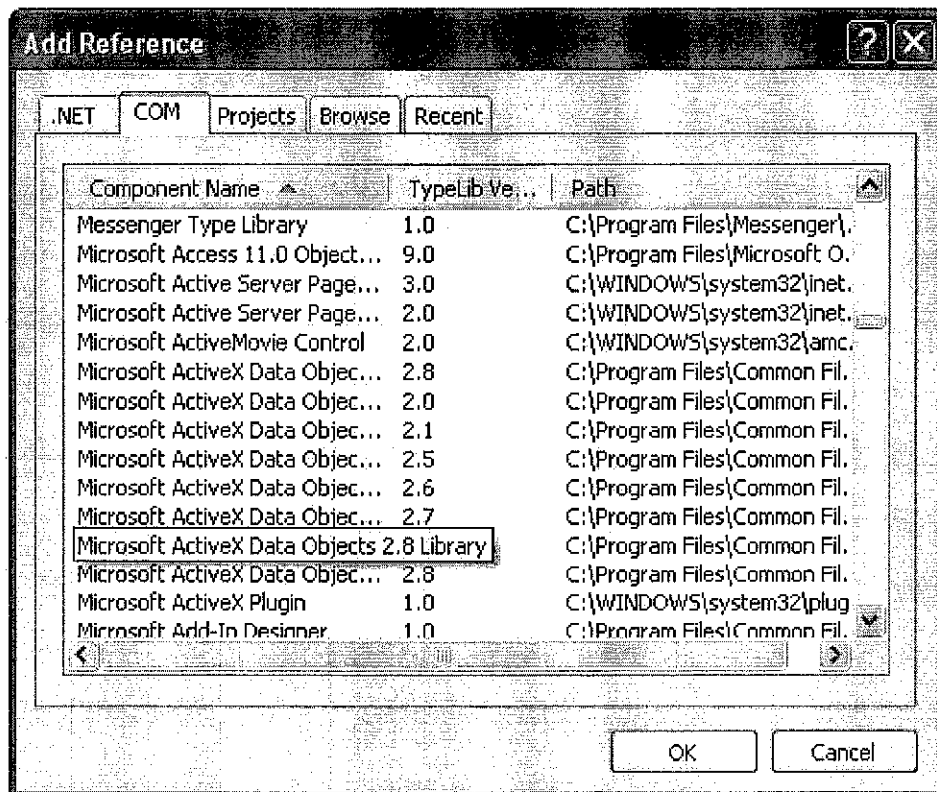 Add Reference
.NET COM Projects Browse Recent
Component Name TypeLib Ve... Path
Messenger Type Library 1.0 C:\Program Files\Messenger\.
Microsoft Access 11.0 Object... 9.0 C:\Program Files\Microsoft O.
Microsoft Active Server Page... 3.0 C:\WINDOWS\system32\inet.
Microsoft Active Server Page... 2.0 C:\WINDOWS\system32\inet.
Microsoft ActiveMovie Control 2.0 C:\WINDOWS\system32\amc.
Microsoft ActiveX Data Objec... 2.8 C:\Program Files\Common Fil.
Microsoft ActiveX Data Objec... 2.0 C:\Program Files\Common Fil.
Microsoft ActiveX Data Objec... 2.1 C:\Program Files\Common Fil.
Microsoft ActiveX Data Objec... 2.5 C:\Program Files\Common Fil.
Microsoft ActiveX Data Objec... 2.6 C:\Program Files\Common Fil.
Microsoft ActiveX Data Objec... 2.7 C:\Program Files\Common Fil.
Microsoft ActiveX Data Objects 2.8 Library C:\Program Files\Common Fil.
Microsoft ActiveX Data Objec... 2.8 C:\Program Files\Common Fil.
Microsoft ActiveX Plugin 1.0 C:\WINDOWS\system32\plug
Microsoft Add-In Designer 1.0 C:\Program Files\Common Fil.
OK Cancel